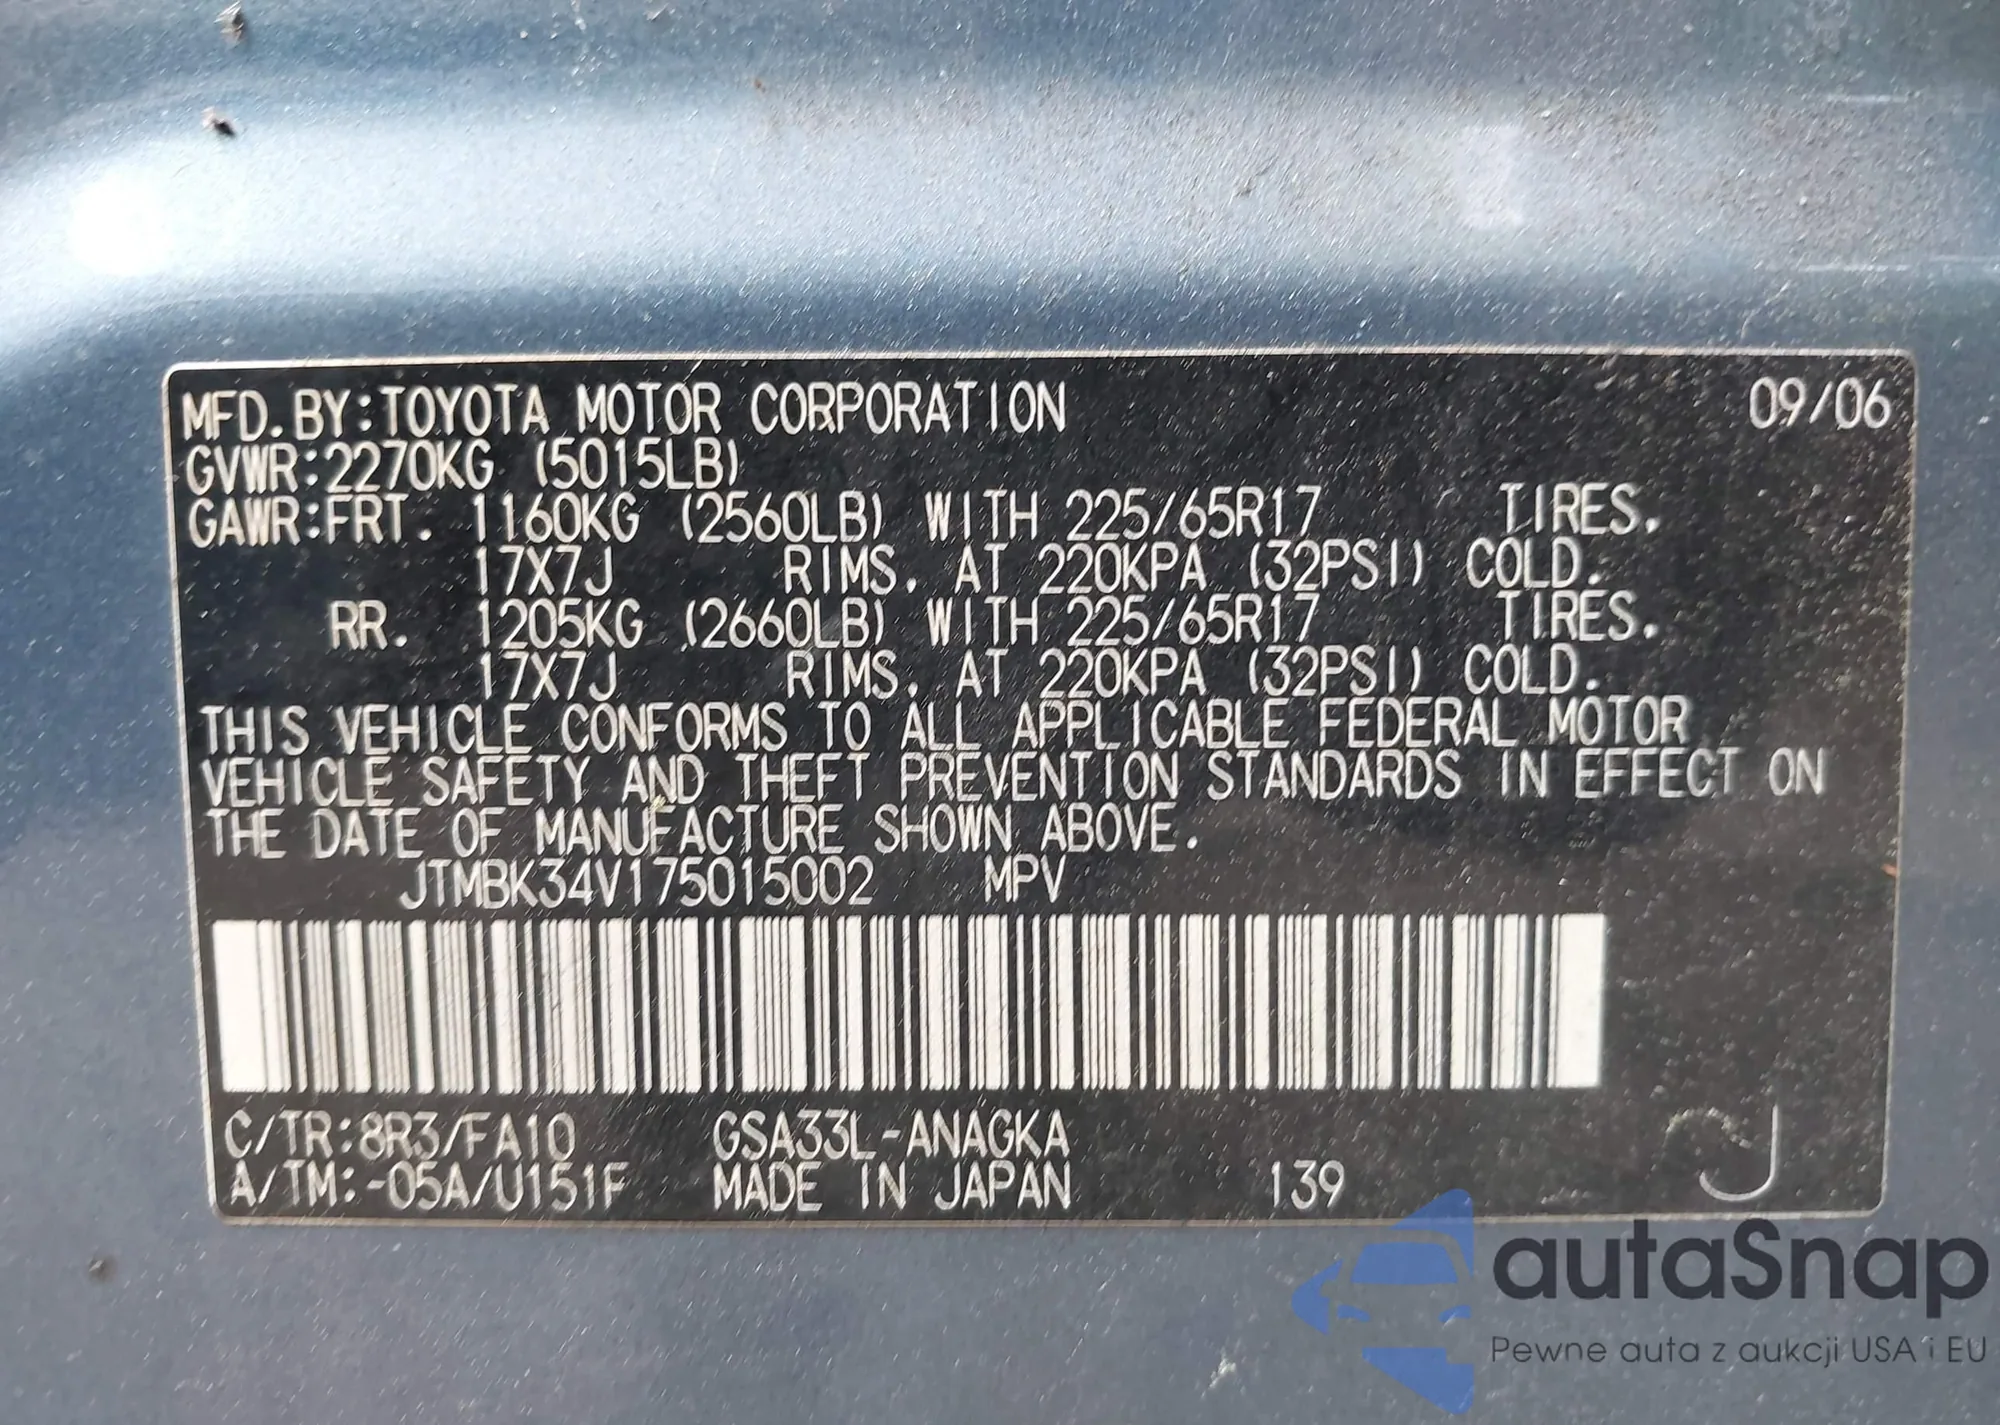 MFD. BY:TOYOTA MOTOR CORPORATION 09/06
GVWR:2270KG (5015LB)
GAWR:FRT. 1160KG (2560LB) WITH 225/65R17 TIRES.
17X7J RIMS. AT 220KPA (32PSI) COLD.
RR. 1205KG (2660LB) WITH 225/65R17 TIRES.
17X7J RIMS. AT 220KPA (32PSI) COLD.
THIS VEHICLE CONFORMS TO ALL APPLICABLE FEDERAL MOTOR
VEHICLE SAFETY AND THEFT PREVENTION STANDARDS IN EFFECT ON
THE DATE OF MANUFACTURE SHOWN ABOVE.
JTMBK34V175015002 MPV
C/TR:8R3/FA10 GSA33L-ANAGKA
A/TM:-05A/U151F MADE IN JAPAN 139 J
autaSnap
Pewne auta z aukcji USA i EU